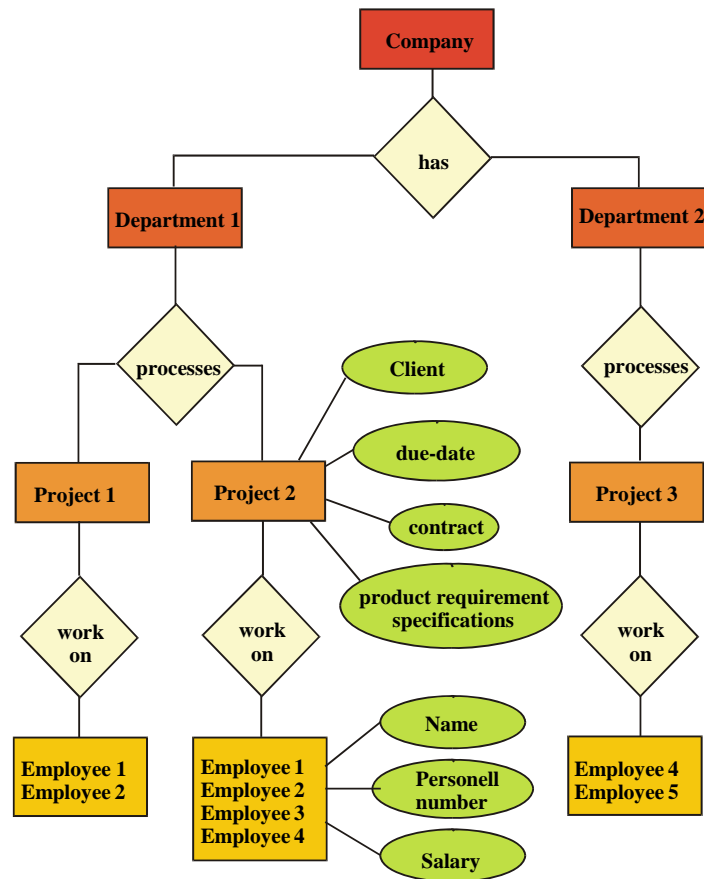 Company
has
Department 1
Department 2
processes
Client
processes
due-date
Project 1
Project 2
Project 3
contract
product requirement
specifications
work
on
work
on
work
on
Name
Employee 1
Employee 2
Employee 1
Employee 2
Employee 3
Employee 4
Personell
number
Employee 4
Employee 5
Salary